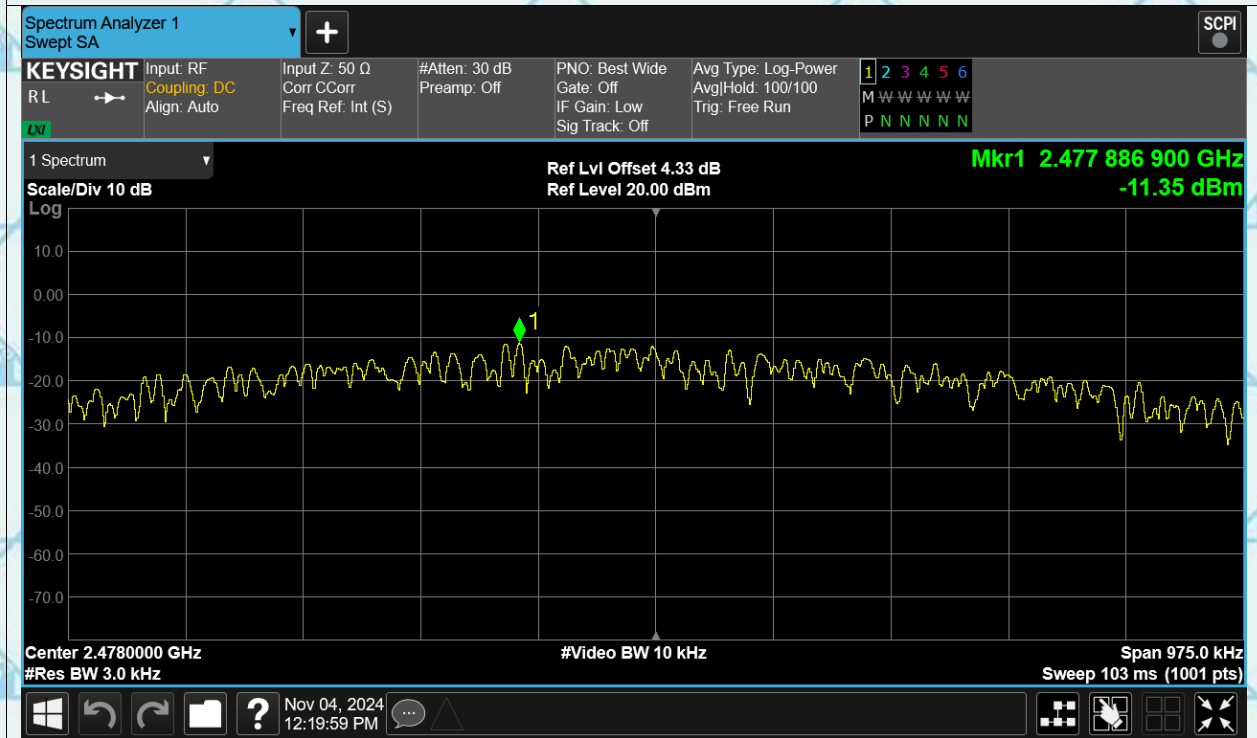 Spectrum Analyzer 1
Swept SA
+
SCPI
KEYSIGHT
RL
LXI
Input: RF
Coupling: DC
Align: Auto
Input Z: 50 Ω
Corr CCorr
Freq Ref: Int (S)
#Atten: 30 dB
Preamp: Off
PNO: Best Wide
Gate: Off
IF Gain: Low
Sig Track: Off
Avg Type: Log-Power
Avg|Hold: 100/100
Trig: Free Run
1 2 3 4 5 6
M W W W W W W
P N N N N N N
1 Spectrum
Scale/Div 10 dB
Log
Ref Lvl Offset 4.33 dB
Ref Level 20.00 dBm
Mkr1 2.477 886 900 GHz
-11.35 dBm
10.0
0.00
-10.0
-20.0
-30.0
-40.0
-50.0
-60.0
-70.0
1
Center 2.4780000 GHz
#Res BW 3.0 kHz
#Video BW 10 kHz
Span 975.0 kHz
Sweep 103 ms (1001 pts)
?
Nov 04, 2024
12:19:59 PM